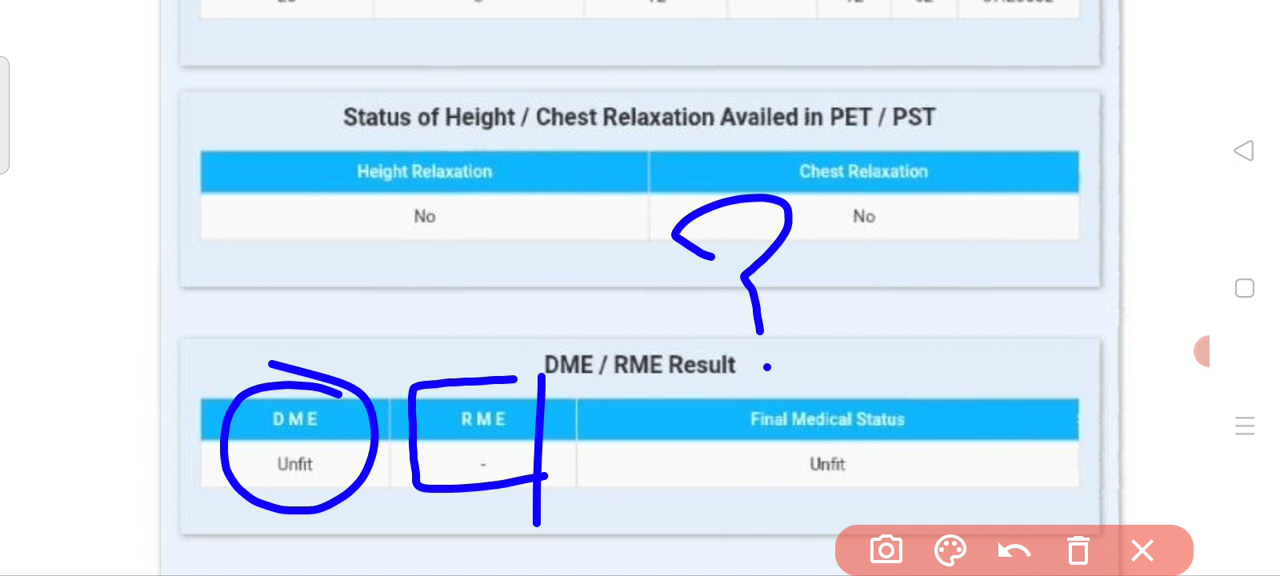 Status of Height / Chest Relaxation Availed in PET / PST
Height Relaxation Chest Relaxation
No No
?
DME / RME Result
DME RME Final Medical Status
Unfit - Unfit